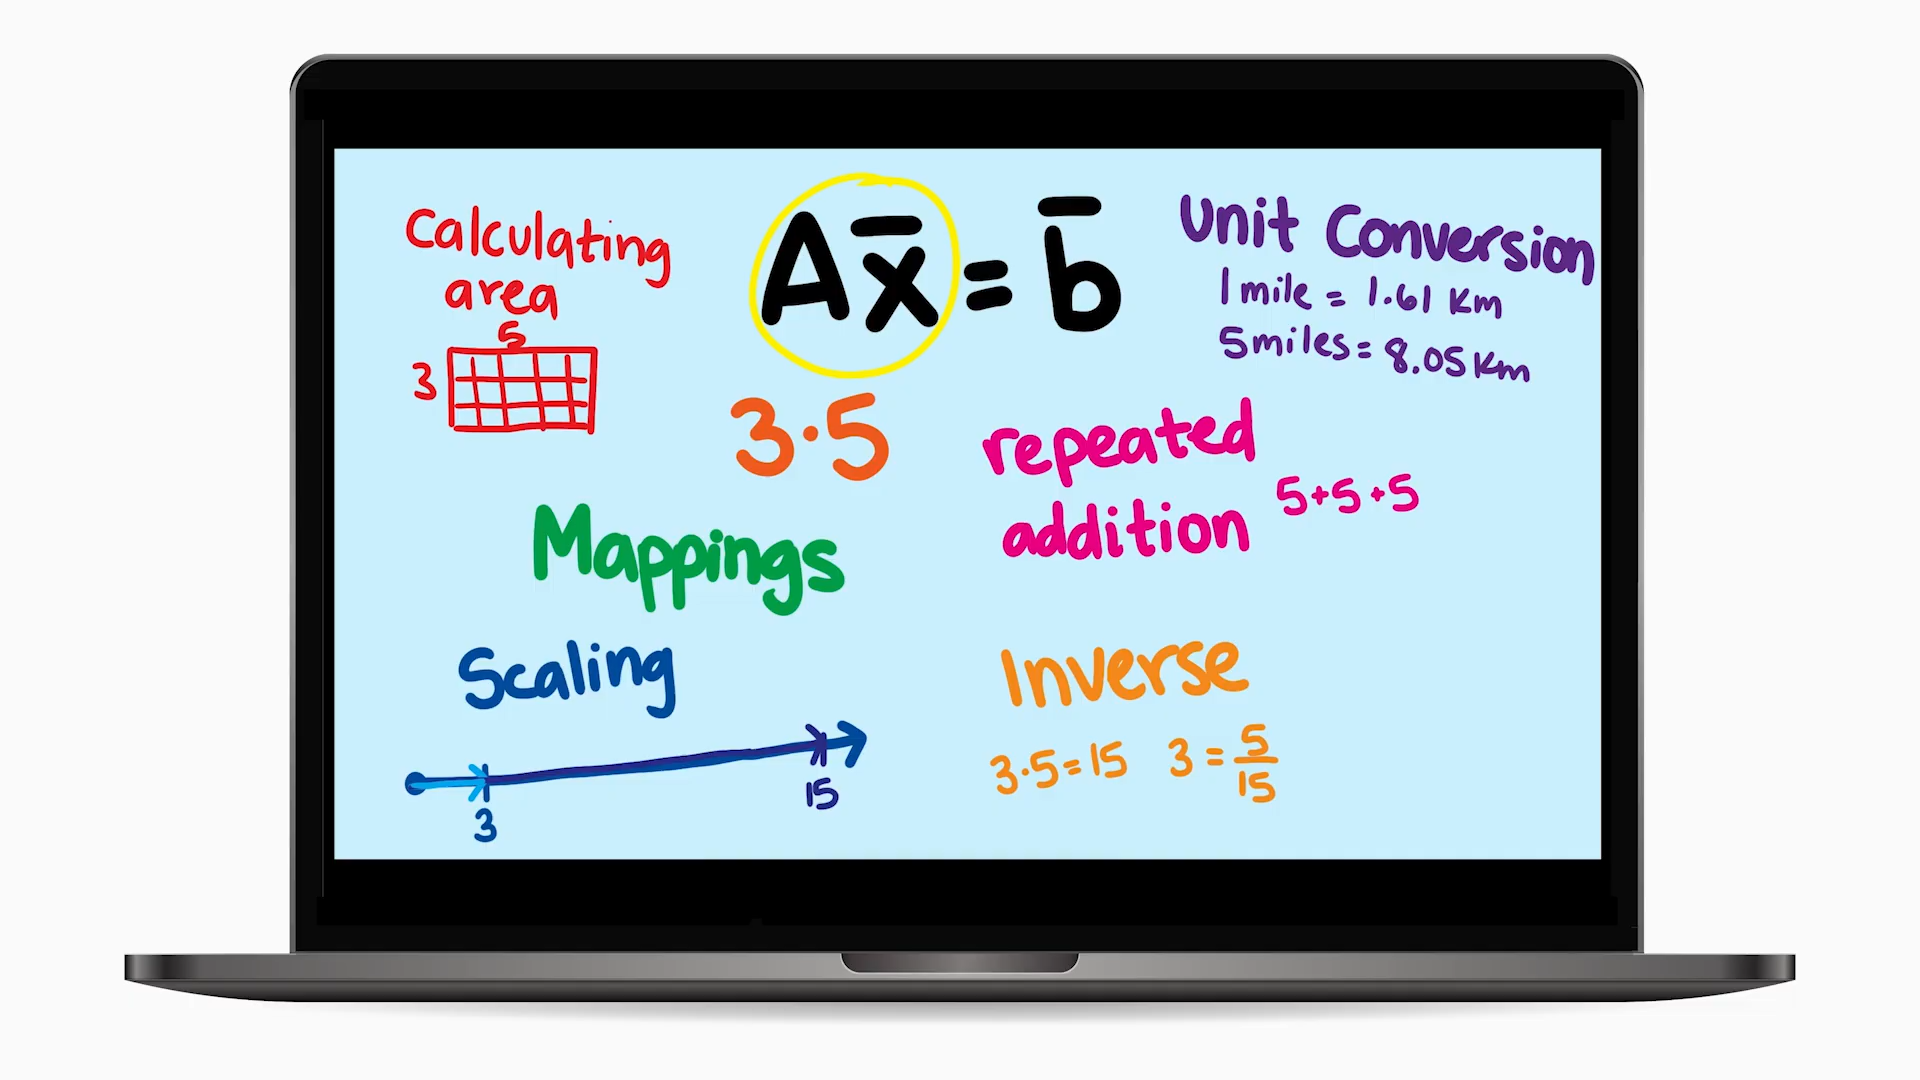 Calculating
area
5
3
Ax̄ = b̄
Unit Conversion
1 mile = 1.61 Km
5 miles = 8.05 Km
3·5
repeated
addition 5+5+5
Mappings
Scaling
3
15
Inverse
3·5=15 3=5/15